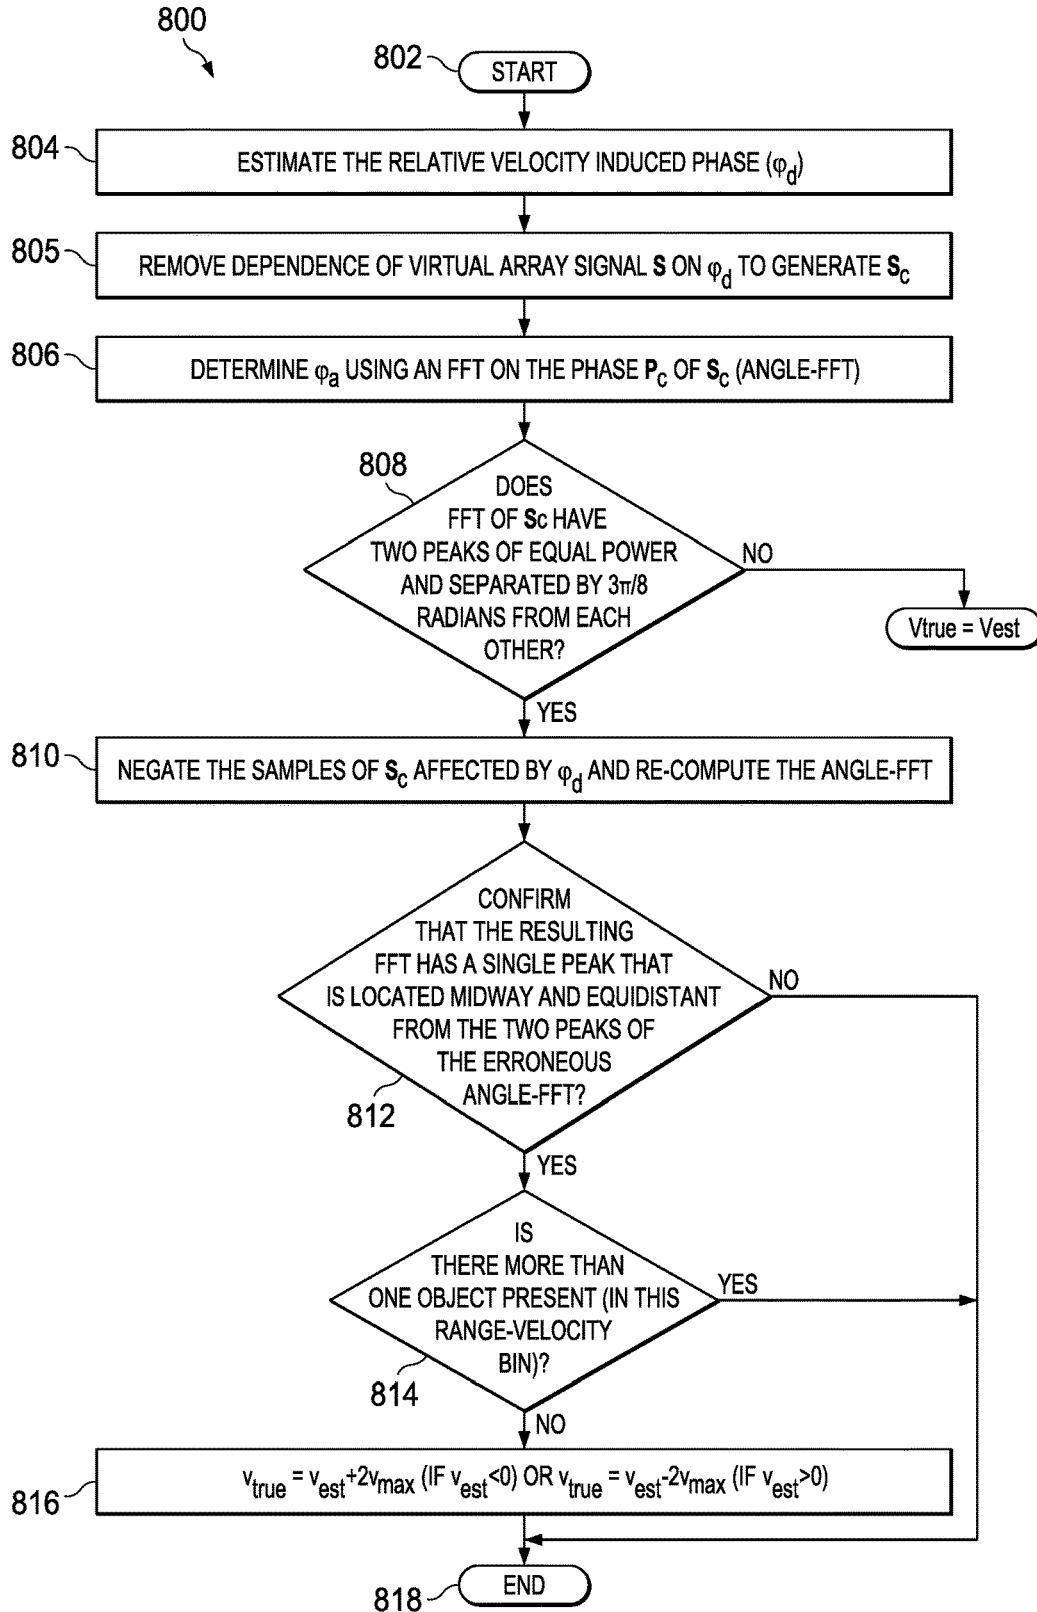 800
802
START
804
ESTIMATE THE RELATIVE VELOCITY INDUCED PHASE (φd)
805
REMOVE DEPENDENCE OF VIRTUAL ARRAY SIGNAL S ON φd TO GENERATE Sc
806
DETERMINE φa USING AN FFT ON THE PHASE Pc OF Sc (ANGLE-FFT)
808
DOES
FFT OF Sc HAVE
TWO PEAKS OF EQUAL POWER
AND SEPARATED BY 3π/8
RADIANS FROM EACH
OTHER?
NO
Vtrue = Vest
YES
810
NEGATE THE SAMPLES OF Sc AFFECTED BY φd AND RE-COMPUTE THE ANGLE-FFT
CONFIRM
THAT THE RESULTING
FFT HAS A SINGLE PEAK THAT
IS LOCATED MIDWAY AND EQUIDISTANT
FROM THE TWO PEAKS OF
THE ERRONEOUS
ANGLE-FFT?
NO
812
YES
IS
THERE MORE THAN
ONE OBJECT PRESENT (IN THIS
RANGE-VELOCITY
BIN)?
YES
814
NO
816
vtrue = vest+2vmax (IF vest<0) OR vtrue = vest-2vmax (IF vest>0)
818
END